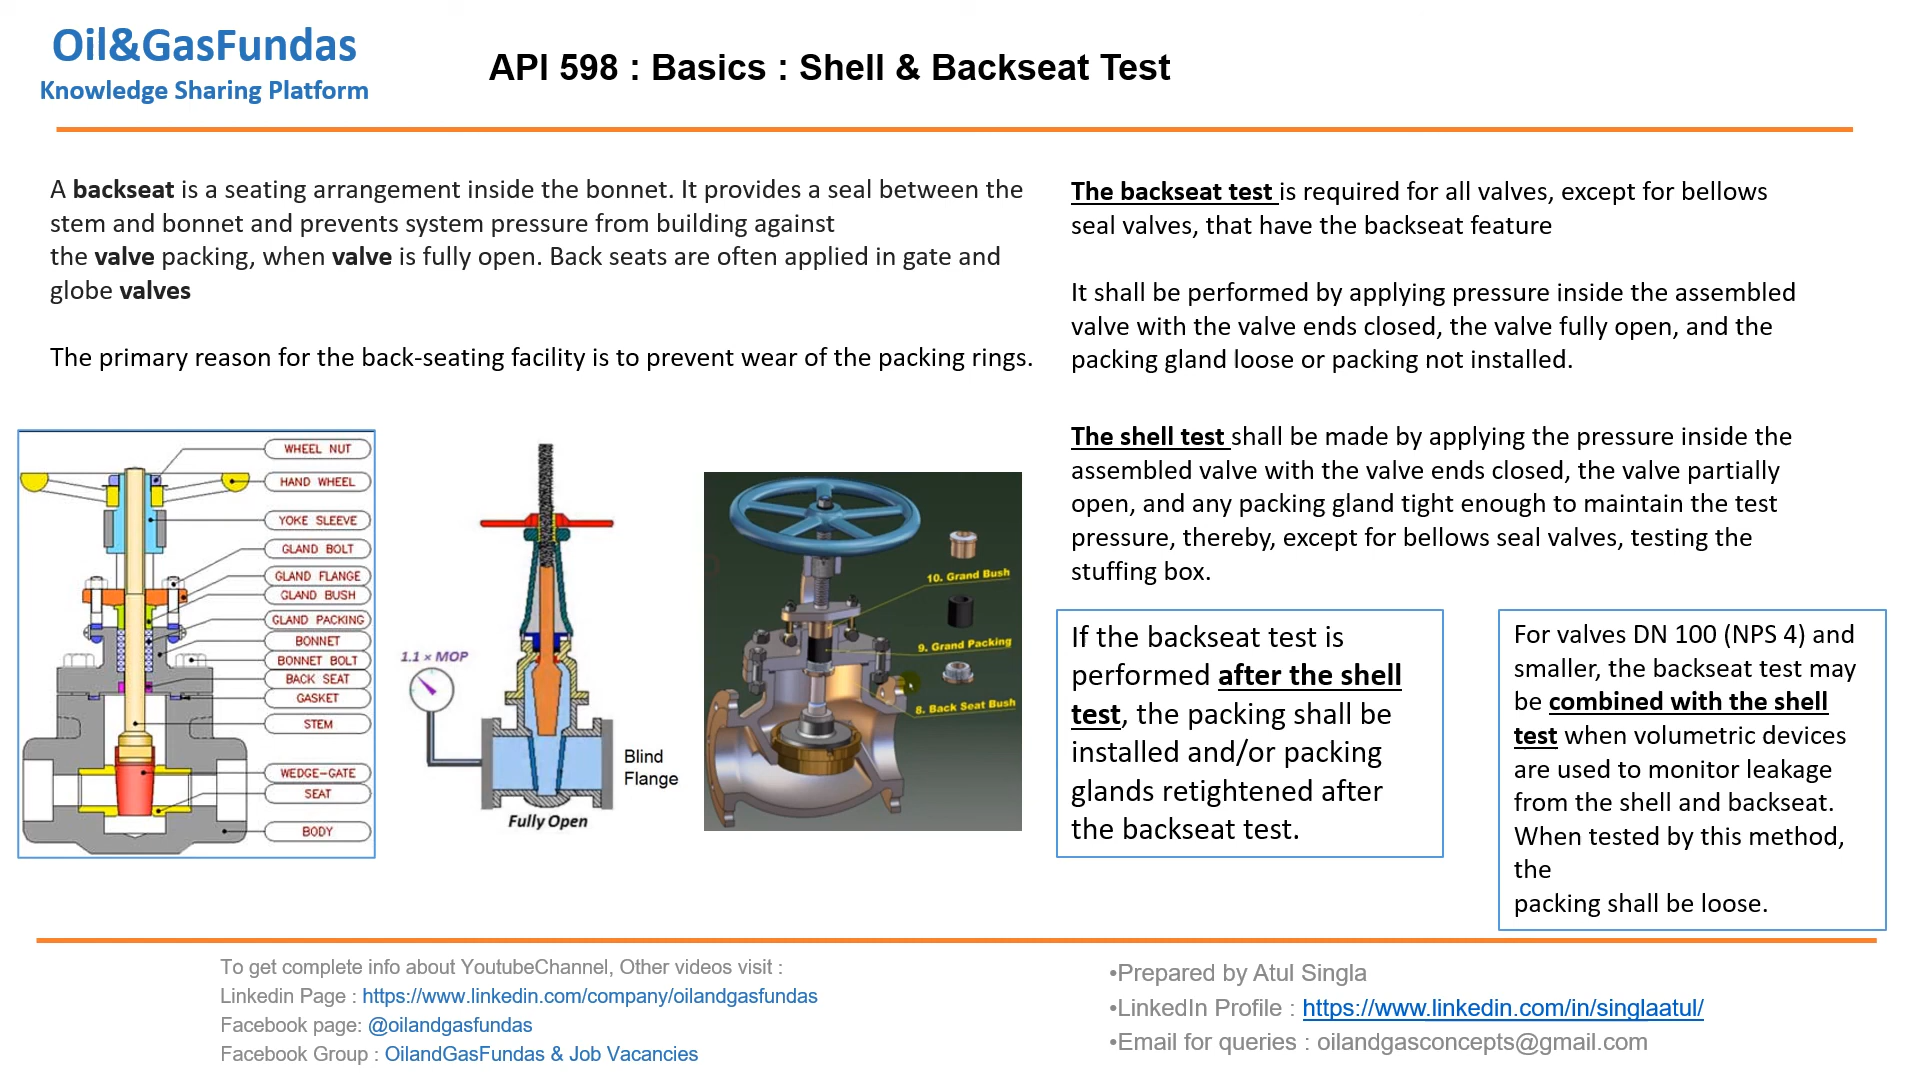 Oil&GasFundas
Knowledge Sharing Platform
API 598 : Basics : Shell & Backseat Test
A backseat is a seating arrangement inside the bonnet. It provides a seal between the
stem and bonnet and prevents system pressure from building against
the valve packing, when valve is fully open. Back seats are often applied in gate and
globe valves
The primary reason for the back-seating facility is to prevent wear of the packing rings.
The backseat test is required for all valves, except for bellows
seal valves, that have the backseat feature
It shall be performed by applying pressure inside the assembled
valve with the valve ends closed, the valve fully open, and the
packing gland loose or packing not installed.
The shell test shall be made by applying the pressure inside the
assembled valve with the valve ends closed, the valve partially
open, and any packing gland tight enough to maintain the test
pressure, thereby, except for bellows seal valves, testing the
stuffing box.
WHEEL NUT
HAND WHEEL
YOKE SLEEVE
GLAND BOLT
GLAND FLANGE
GLAND BUSH
GLAND PACKING
BONNET
BONNET BOLT
BACK SEAT
GASKET
STEM
WEDGE-GATE
SEAT
BODY
1.1 × MOP
Blind
Flange
Fully Open
10. Grand Bush
9. Grand Packing
8. Back Seat Bush
If the backseat test is
performed after the shell
test, the packing shall be
installed and/or packing
glands retightened after
the backseat test.
For valves DN 100 (NPS 4) and
smaller, the backseat test may
be combined with the shell
test when volumetric devices
are used to monitor leakage
from the shell and backseat.
When tested by this method,
the
packing shall be loose.
To get complete info about YoutubeChannel, Other videos visit :
Linkedin Page : https://www.linkedin.com/company/oilandgasfundas
Facebook page: @oilandgasfundas
Facebook Group : OilandGasFundas & Job Vacancies
•Prepared by Atul Singla
•LinkedIn Profile : https://www.linkedin.com/in/singlaatul/
•Email for queries : oilandgasconcepts@gmail.com